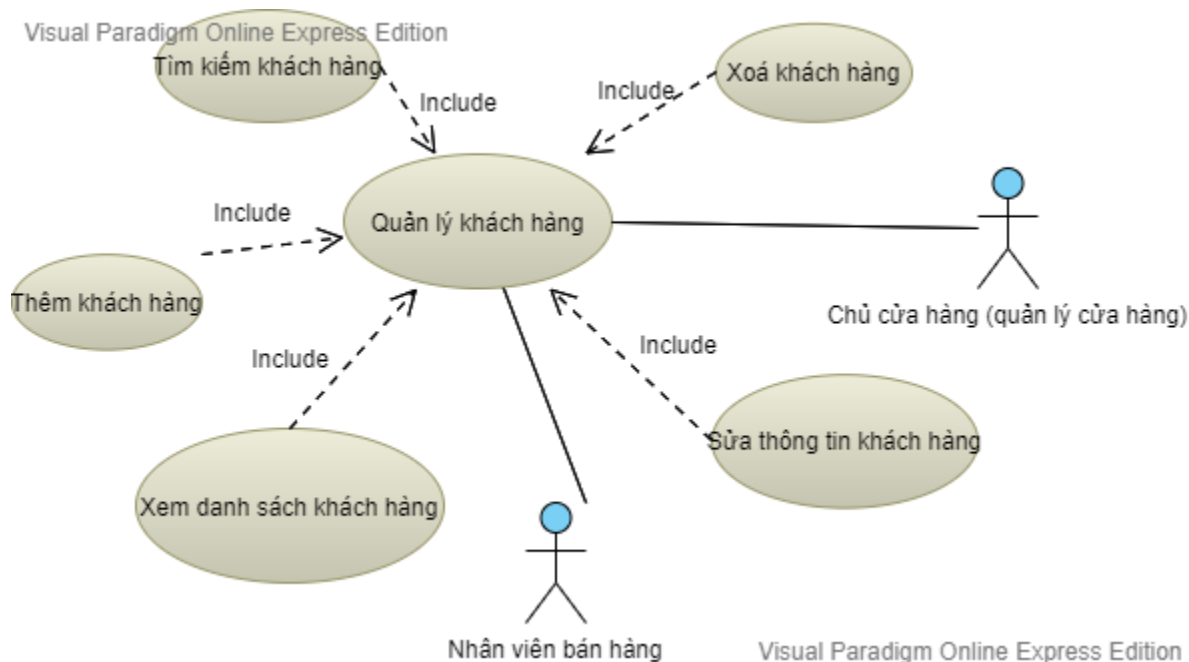 Visual Paradigm Online Express Edition
Tìm kiếm khách hàng
Xoá khách hàng
Include
Include
Include
Quản lý khách hàng
Thêm khách hàng
Chủ cửa hàng (quản lý cửa hàng)
Include
Include
Sửa thông tin khách hàng
Xem danh sách khách hàng
Nhân viên bán hàng
Visual Paradigm Online Express Edition